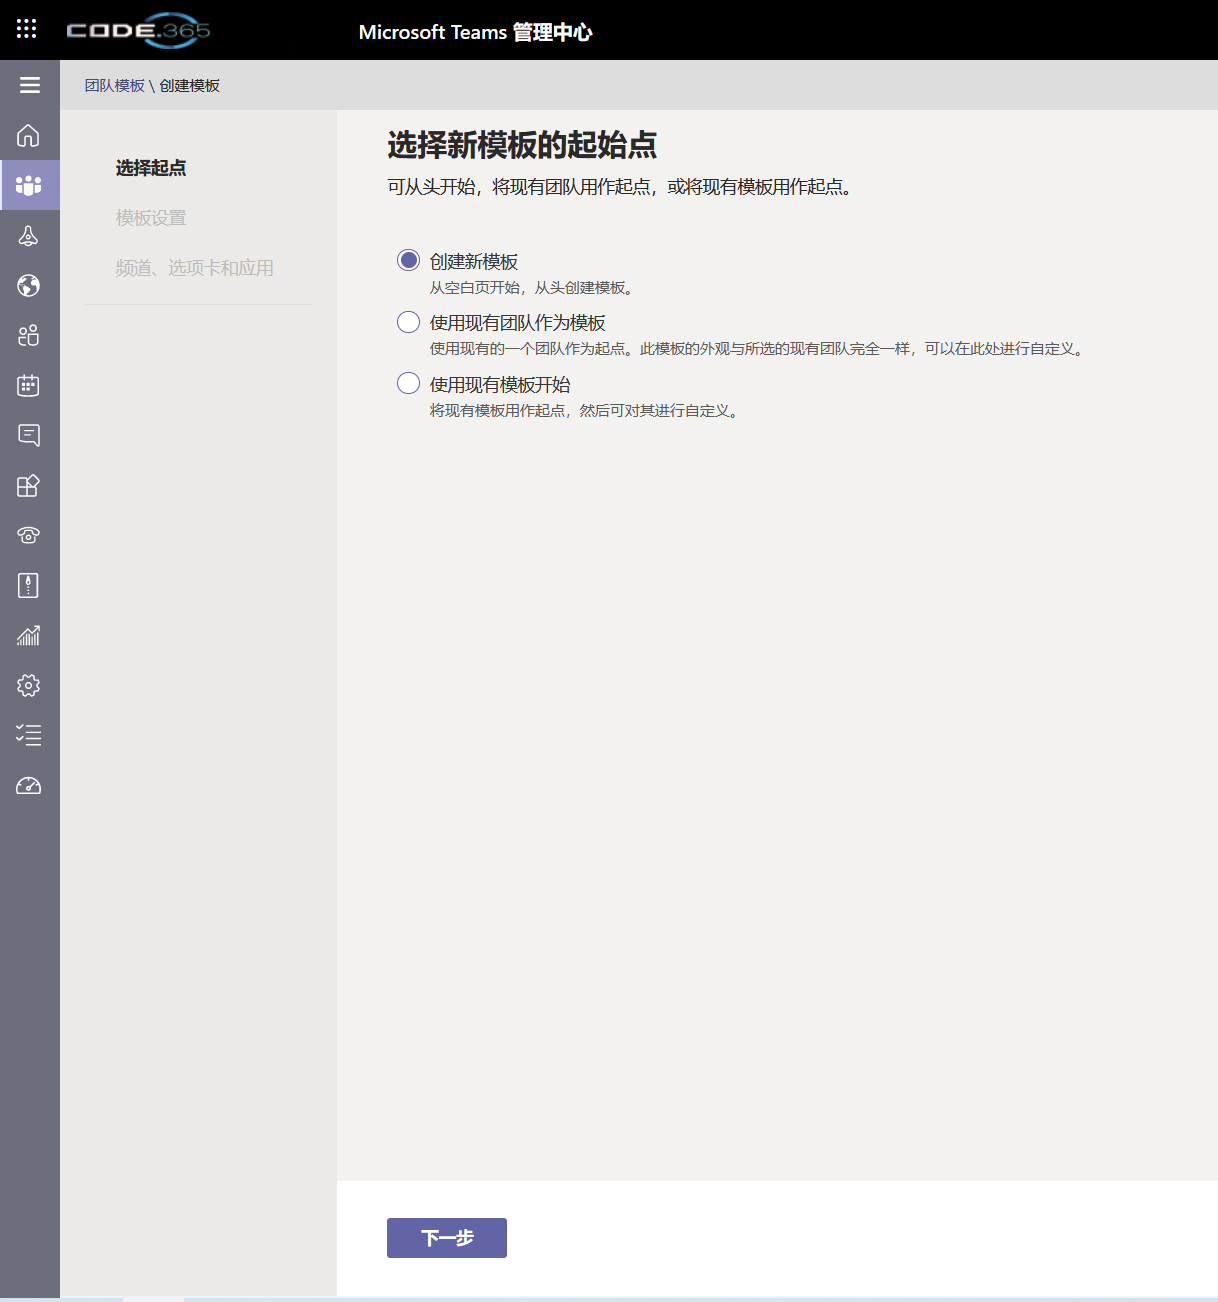 CODE.365
Microsoft Teams 管理中心
团队模板 \ 创建模板
选择起点
模板设置
频道、选项卡和应用
选择新模板的起始点
可从头开始，将现有团队用作起点，或将现有模板用作起点。
创建新模板
从空白页开始，从头创建模板。
使用现有团队作为模板
使用现有的一个团队作为起点。此模板的外观与所选的现有团队完全一样，可以在此处进行自定义。
使用现有模板开始
将现有模板用作起点，然后可对其进行自定义。
下一步